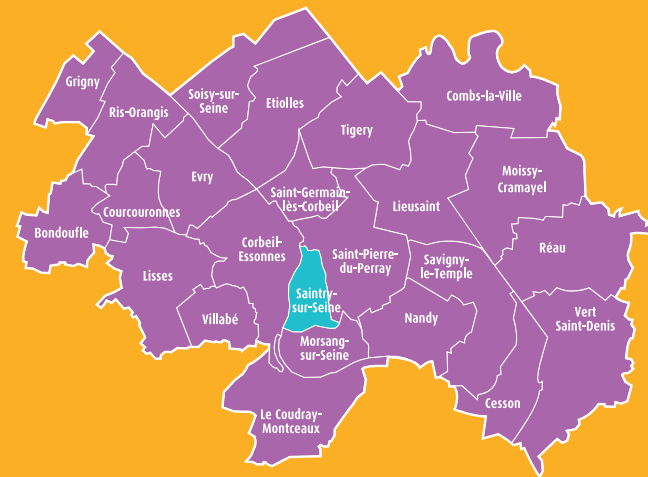 Grigny
Ris-Orangis
Soisy-sur-
Seine
Etiolles
Combs-la-Ville
Tigery
Evry
Moissy-
Cramayel
Saint-Germain-
lès-Corbeil
Lieusaint
Courcouronnes
Bondoufle
Corbeil-
Essonnes
Saint-Pierre-
du-Perray
Savigny-
le-Temple
Réau
Lisses
Saintry-
sur-Seine
Vert
Saint-Denis
Villabé
Nandy
Morsang-
sur-Seine
Cesson
Le Coudray-
Montceaux